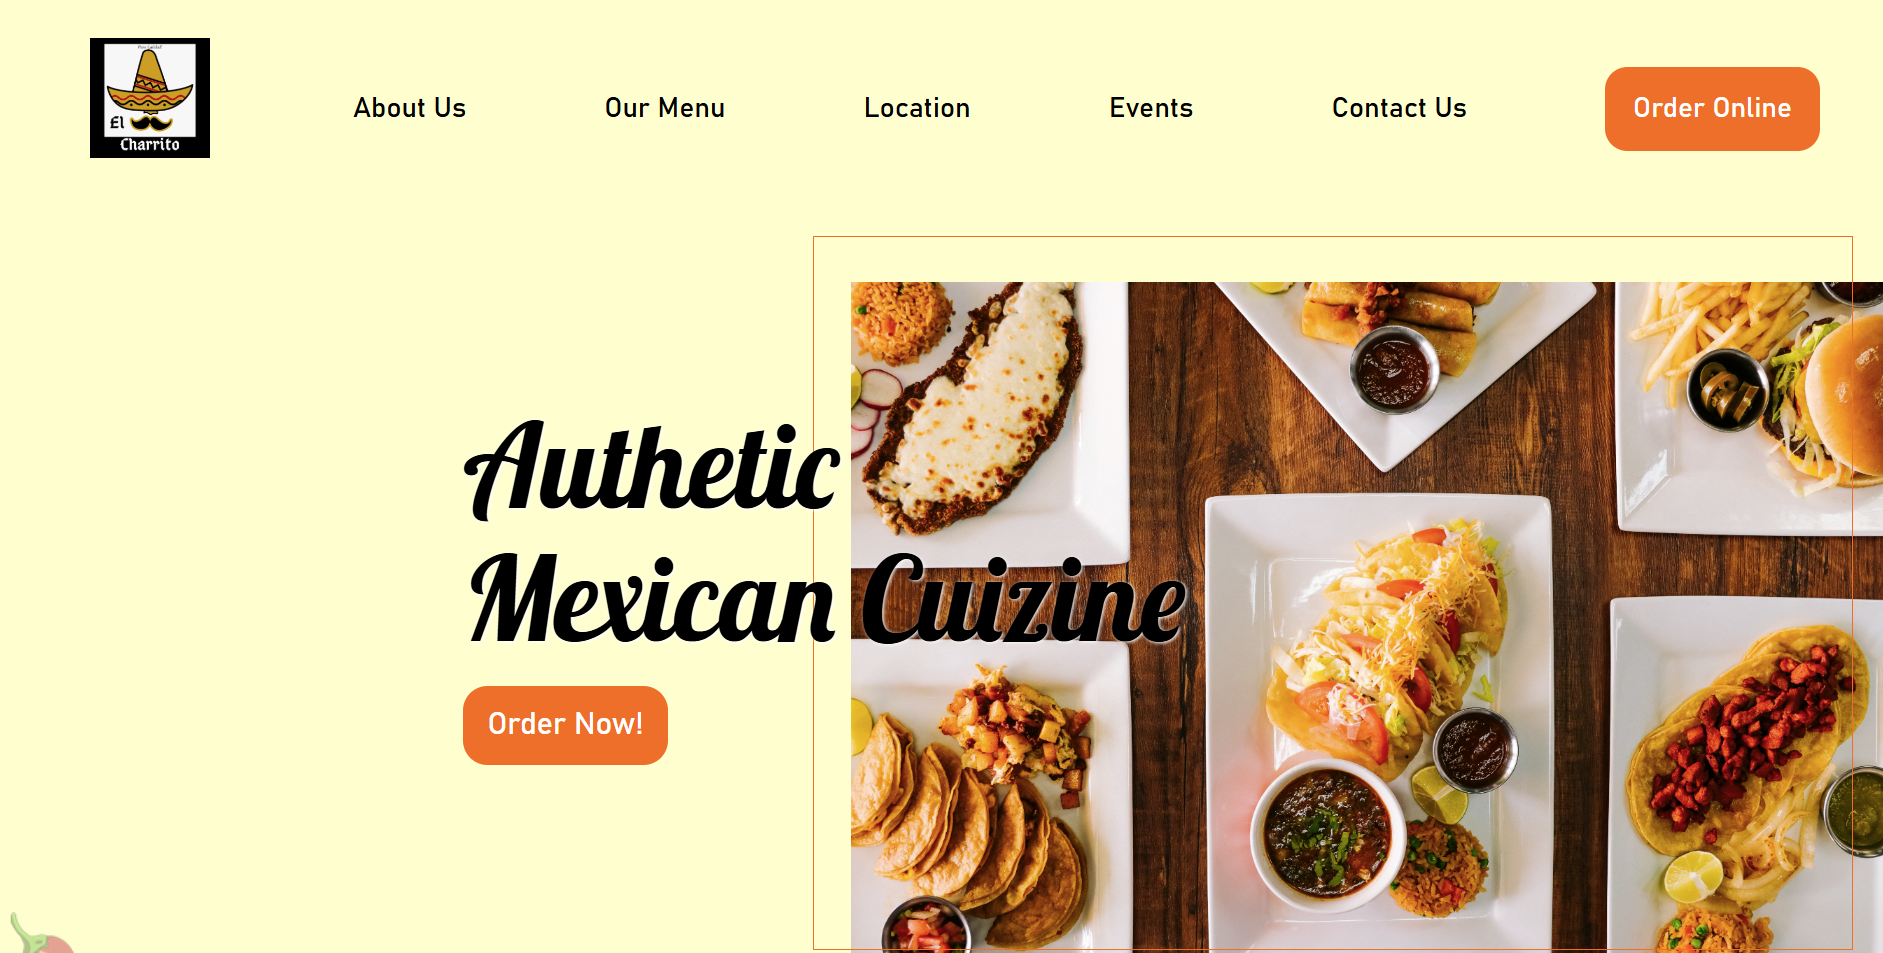 El
Charrito
About Us
Our Menu
Location
Events
Contact Us
Order Online
Authetic
Mexican Cuizine
Order Now!